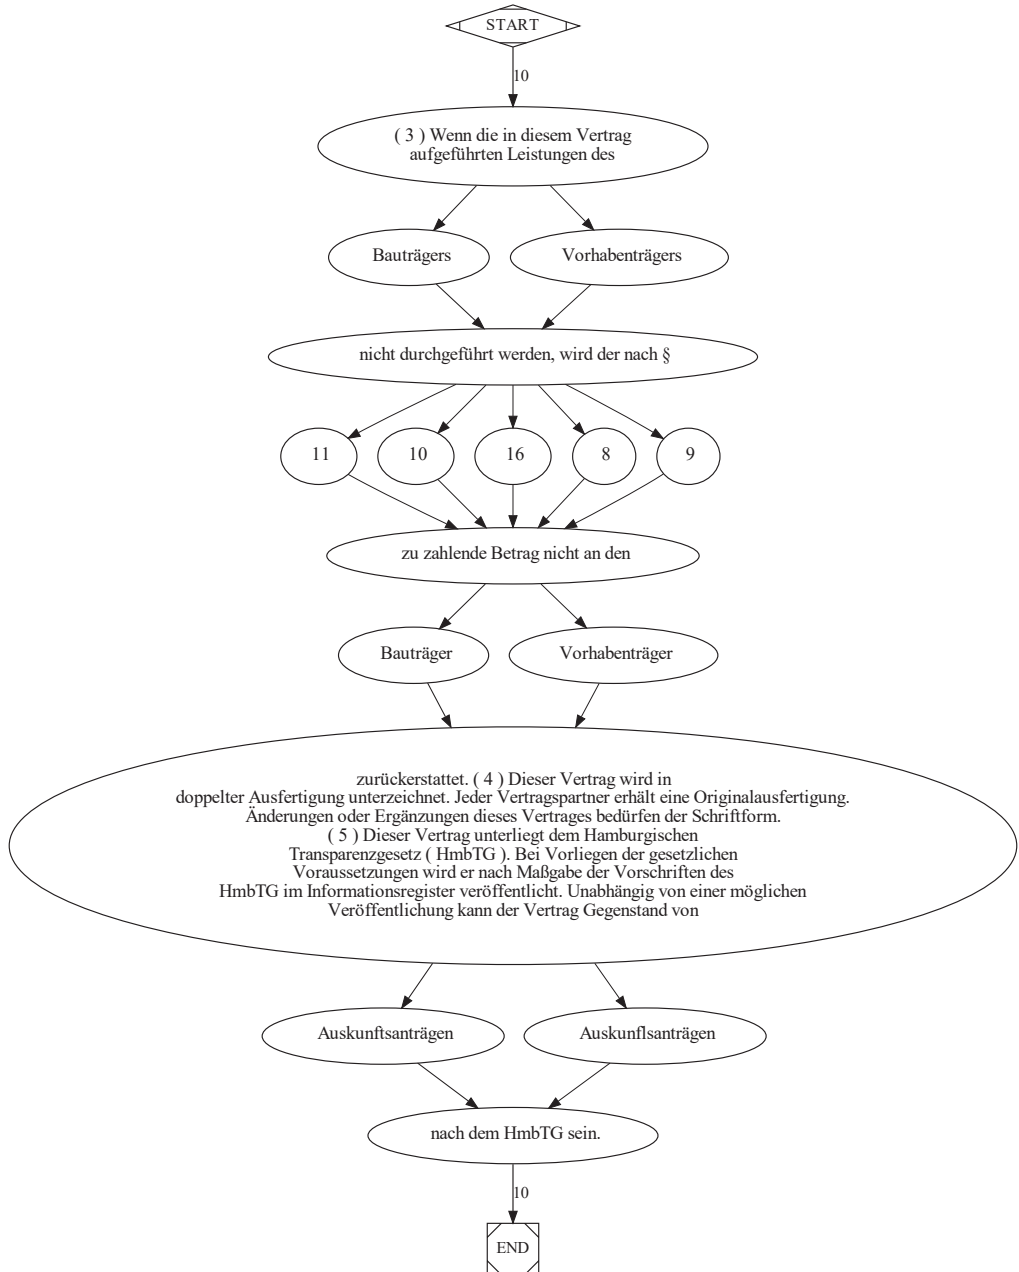 START
10
( 3 ) Wenn die in diesem Vertrag
aufgeführten Leistungen des
Bauträgers
Vorhabenträgers
nicht durchgeführt werden, wird der nach §
11
10
16
8
9
zu zahlende Betrag nicht an den
Bauträger
Vorhabenträger
zurückerstattet. ( 4 ) Dieser Vertrag wird in
doppelter Ausfertigung unterzeichnet. Jeder Vertragspartner erhält eine Originalausfertigung.
Änderungen oder Ergänzungen dieses Vertrages bedürfen der Schriftform.
( 5 ) Dieser Vertrag unterliegt dem Hamburgischen
Transparenzgesetz ( HmbTG ). Bei Vorliegen der gesetzlichen
Voraussetzungen wird er nach Maßgabe der Vorschriften des
HmbTG im Informationsregister veröffentlicht. Unabhängig von einer möglichen
Veröffentlichung kann der Vertrag Gegenstand von
Auskunftsanträgen
Auskunflsanträgen
nach dem HmbTG sein.
10
END